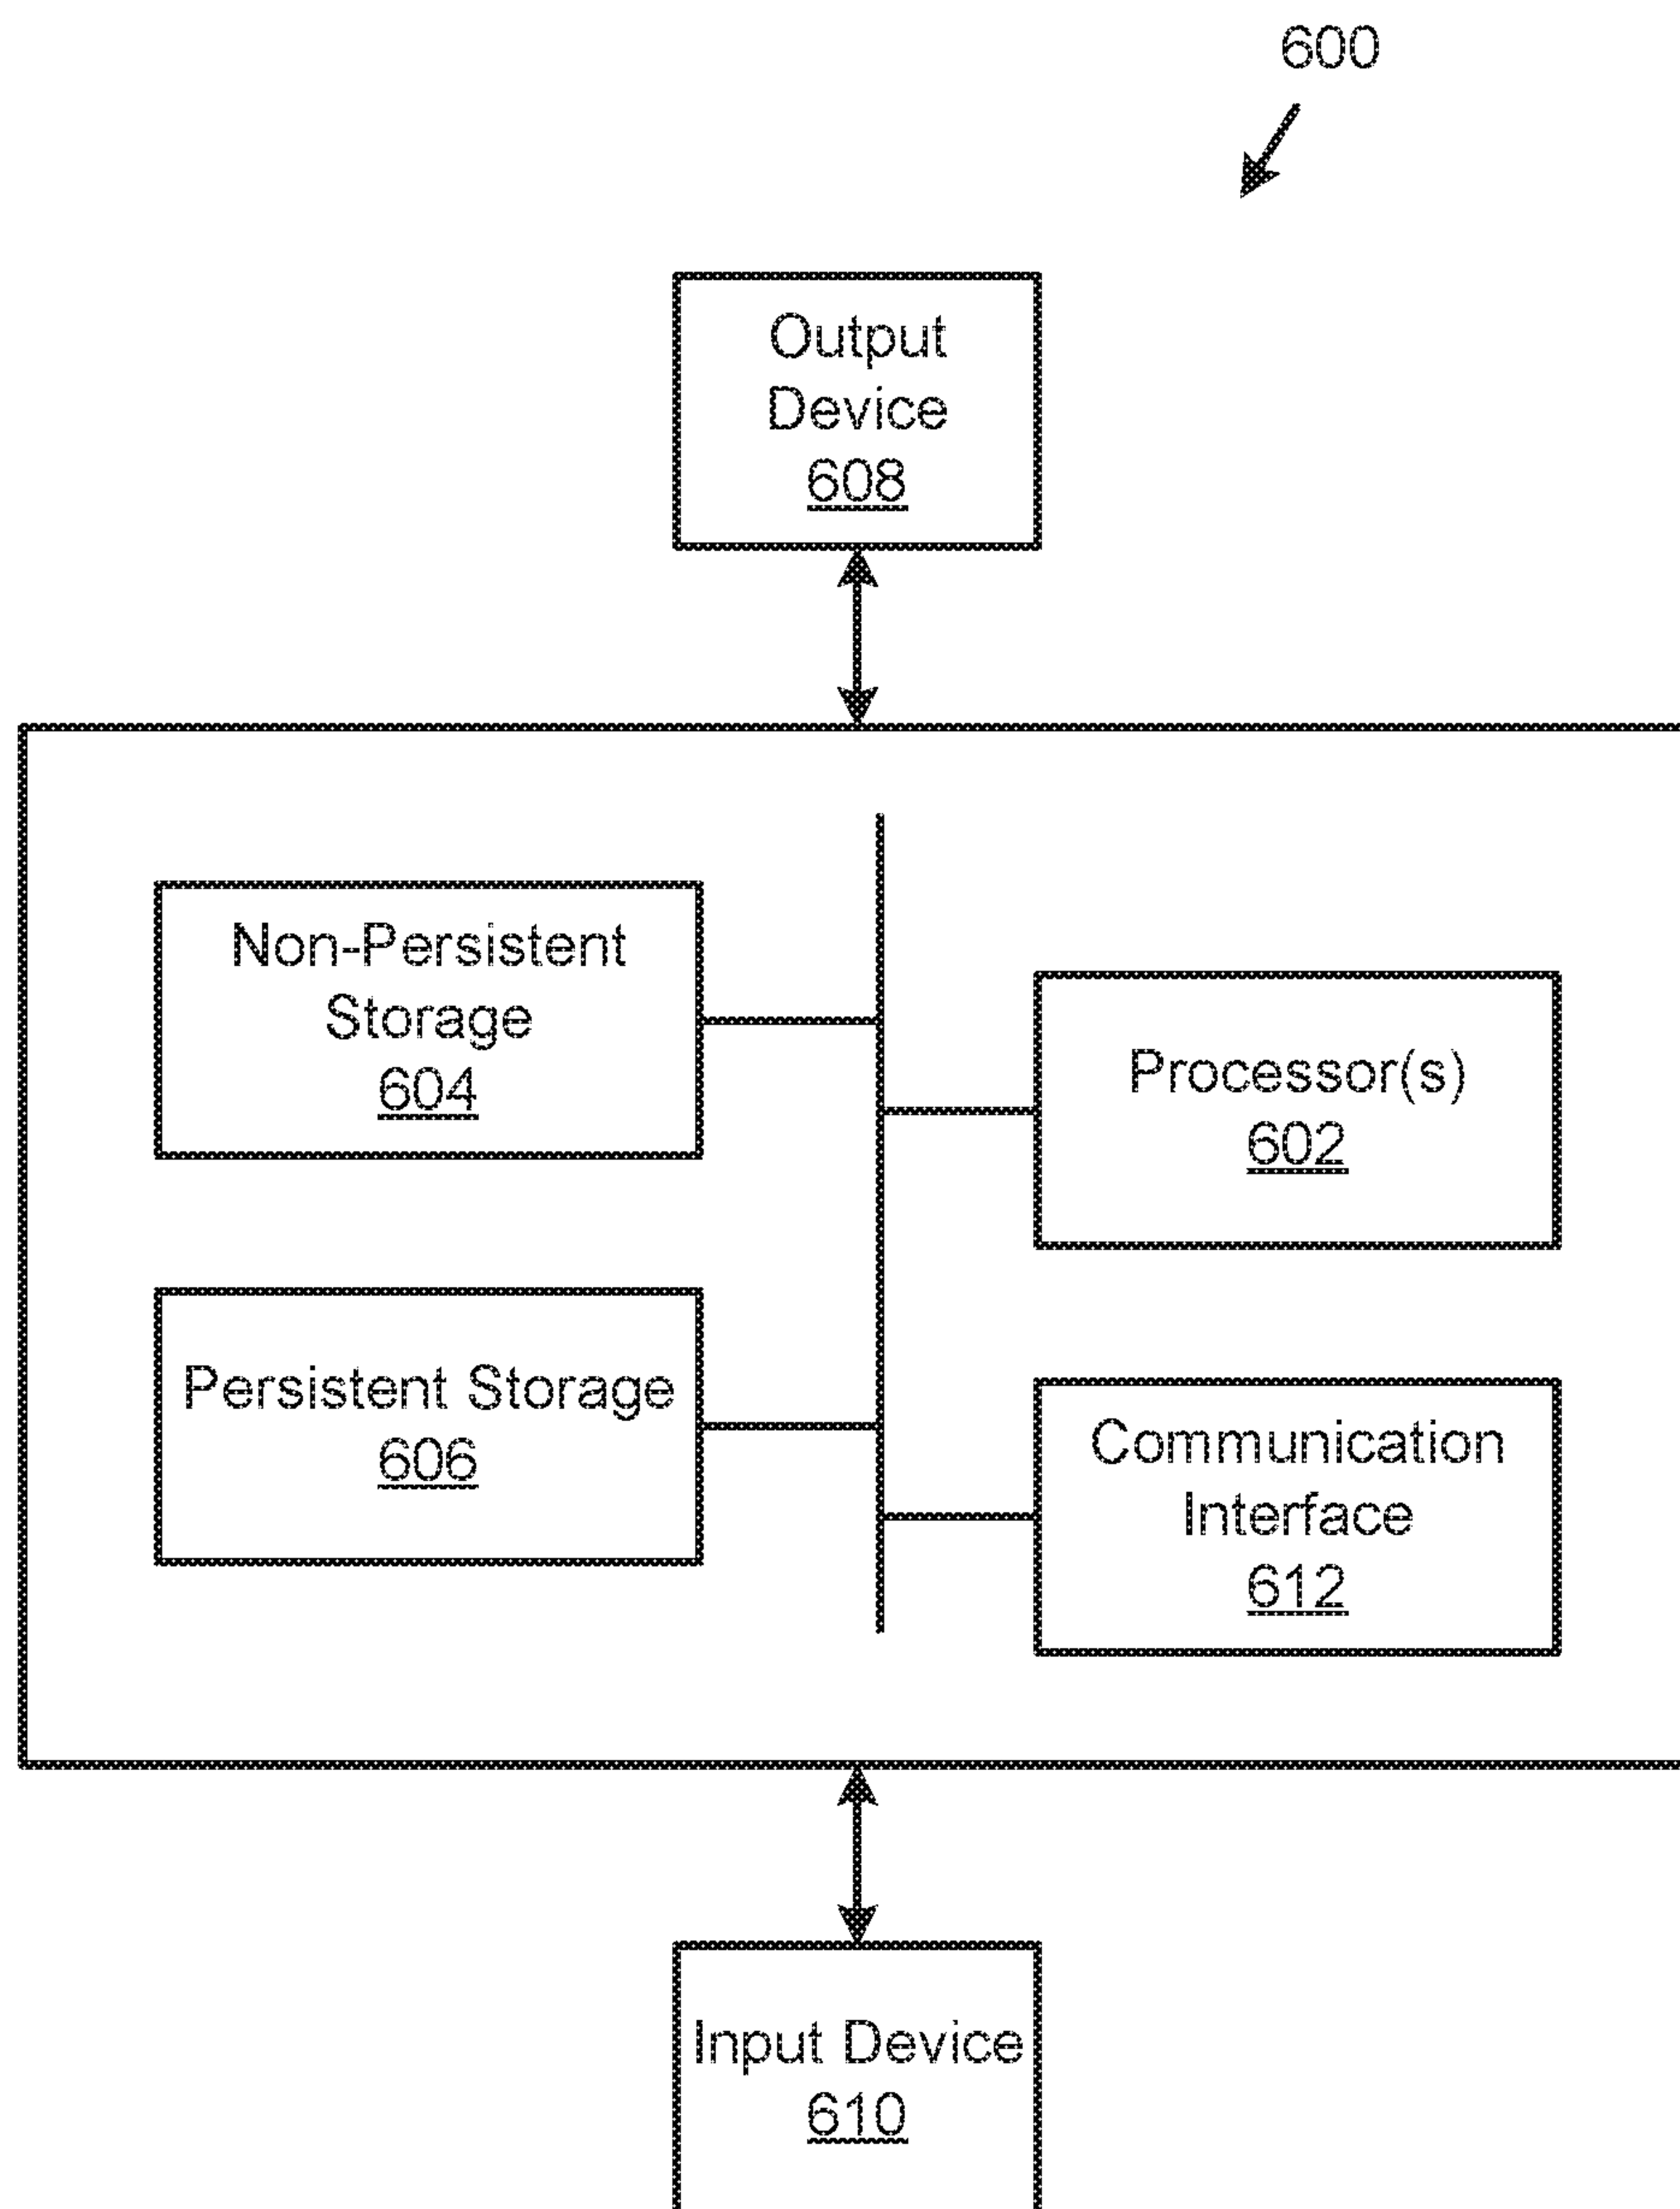 600
Output
Device
608
Non-Persistent
Storage
604
Processor(s)
602
Persistent Storage
606
Communication
Interface
612
Input Device
610